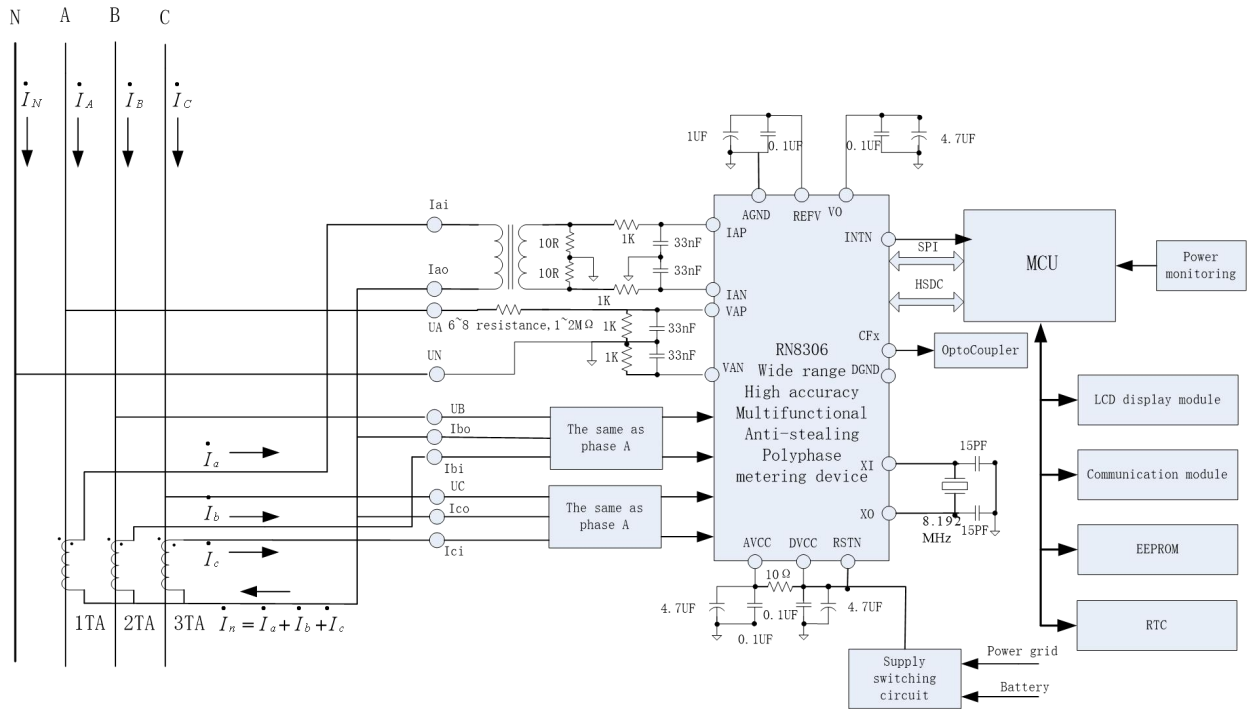 N A B C
İN İA İB İC
1UF 0.1UF 0.1UF 4.7UF
AGND REFV VO
Iai
10R 1K 33nF IAP
INTN
SPI
MCU
Power
monitoring
Iao
10R 33nF IAN
1K
HSDC
UA 6~8 resistance,1~2MΩ 1K 33nF VAP
UN 1K 33nF VAN
CFx OptoCoupler
DGND
RN8306
Wide range
High accuracy
Multifunctional
Anti-stealing
Polyphase
metering device
UB
Ibo
Ibi
The same as
phase A
LCD display module
İa
UC
Ico
Ici
The same as
phase A
İb
İc
XI 15PF
XO 15PF
8.192
MHz
Communication module
EEPROM
RTC
AVCC DVCC RSTN
10Ω
4.7UF 0.1UF 4.7UF
0.1UF
1TA 2TA 3TA İn = İa + İb + İc
Supply
switching
circuit
Power grid
Battery